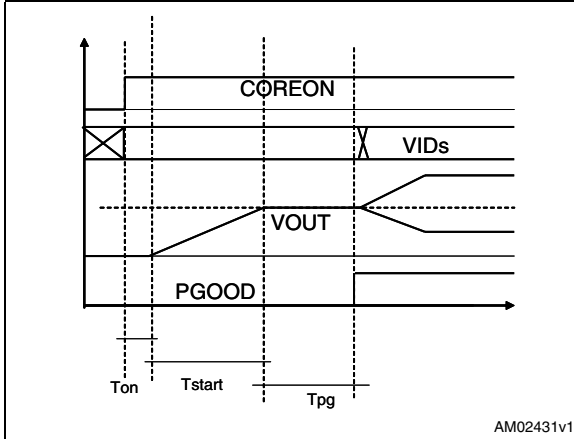 COREON
VIDs
VOUT
PGOOD
Ton
Tstart
Tpg
AM02431v1